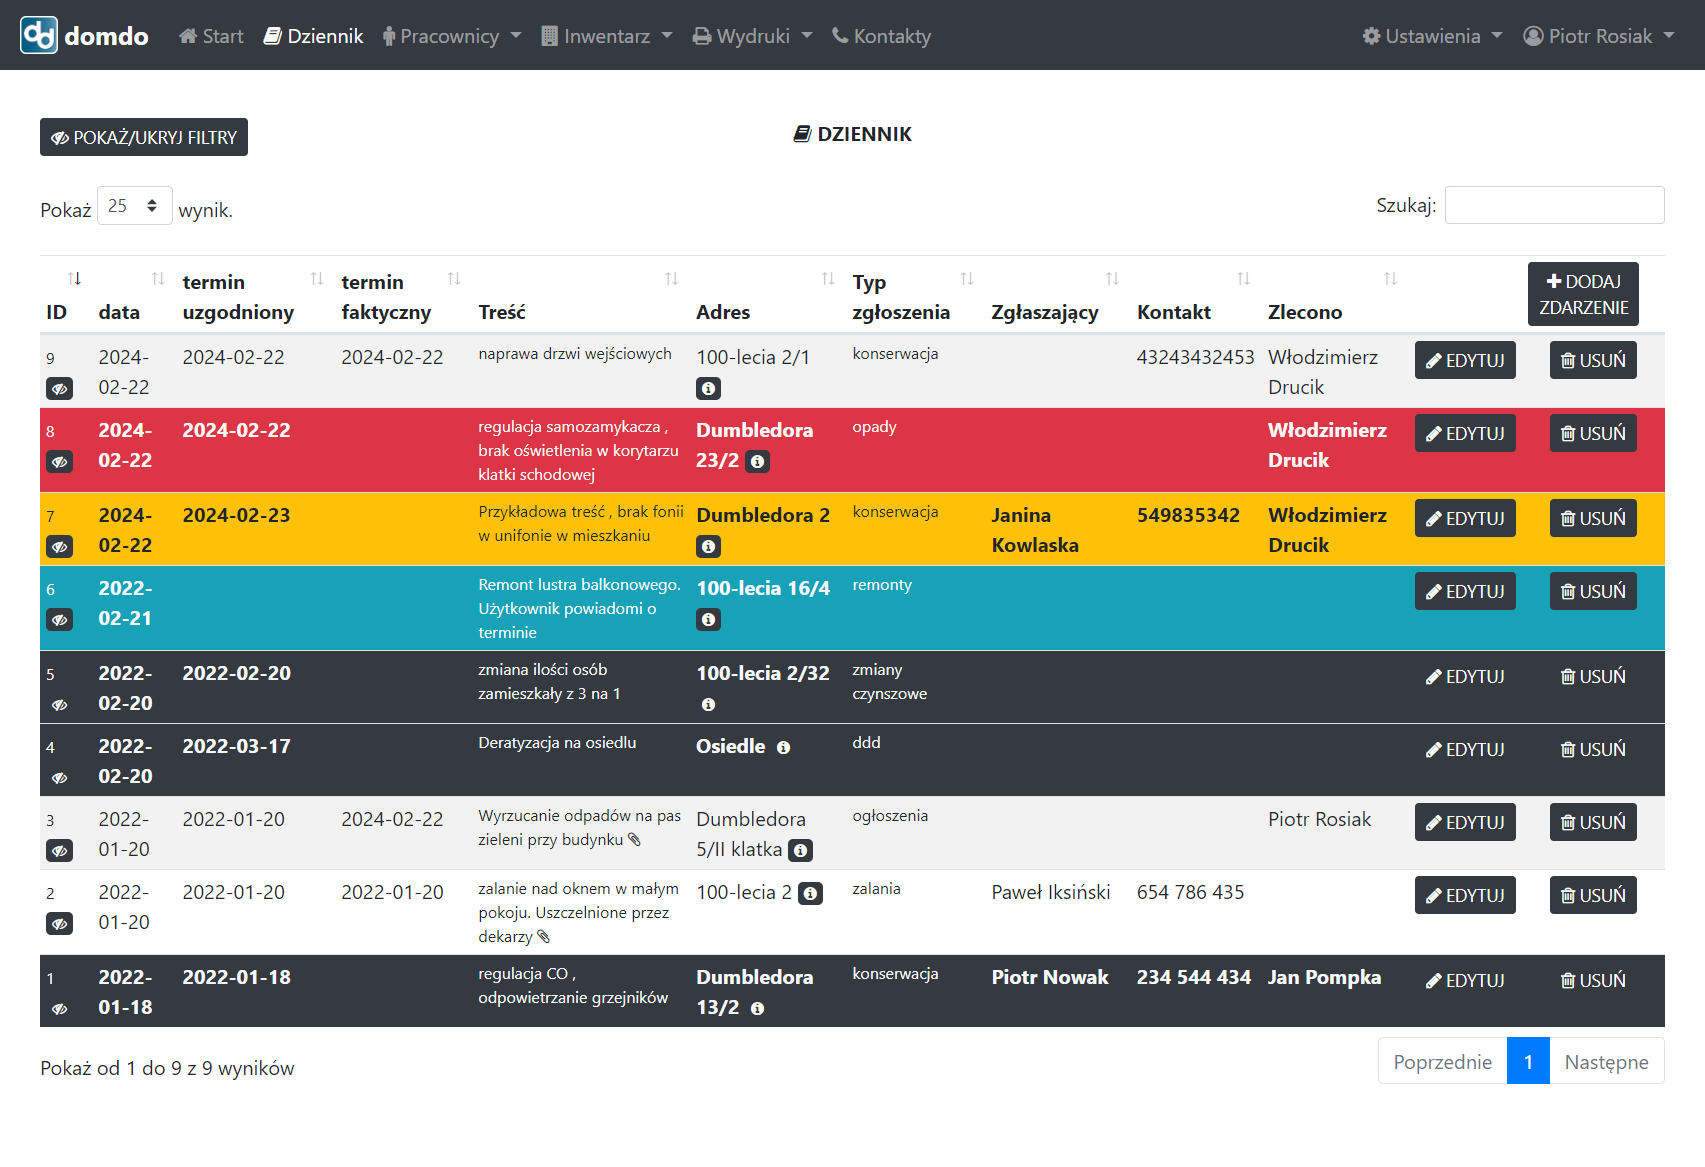 dd domdo Start Dziennik Pracownicy Inwentarz Wydruki Kontakty Ustawienia Piotr Rosiak
POKAŻ/UKRYJ FILTRY
DZIENNIK
Pokaż 25 wynik.
Szukaj:
ID
data
termin
uzgodniony
termin
faktyczny
Treść
Adres
Typ
zgłoszenia
Zgłaszający
Kontakt
Zlecono
DODAJ
ZDARZENIE
9
2024-
02-22
2024-02-22
2024-02-22
naprawa drzwi wejściowych
100-lecia 2/1
konserwacja
43243432453
Włodzimierz
Drucik
EDYTUJ
USUŃ
8
2024-
02-22
2024-02-22
regulacja samozamykacza ,
brak oświetlenia w korytarzu
klatki schodowej
Dumbledora
23/2
opady
Włodzimierz
Drucik
EDYTUJ
USUŃ
7
2024-
02-22
2024-02-23
Przykładowa treść , brak fonii
w unifonie w mieszkaniu
Dumbledora 2
konserwacja
Janina
Kowlaska
549835342
Włodzimierz
Drucik
EDYTUJ
USUŃ
6
2022-
02-21
Remont lustra balkonowego.
Użytkownik powiadomi o
terminie
100-lecia 16/4
remonty
EDYTUJ
USUŃ
5
2022-
02-20
2022-02-20
zmiana ilości osób
zamieszkały z 3 na 1
100-lecia 2/32
zmiany
czynszowe
EDYTUJ
USUŃ
4
2022-
02-20
2022-03-17
Deratyzacja na osiedlu
Osiedle
ddd
EDYTUJ
USUŃ
3
2022-
01-20
2022-01-20
2024-02-22
Wyrzucanie odpadów na pas
zieleni przy budynku
Dumbledora
5/II klatka
ogłoszenia
Piotr Rosiak
EDYTUJ
USUŃ
2
2022-
01-20
2022-01-20
2022-01-20
zalanie nad oknem w małym
pokoju. Uszczelnione przez
dekarzy
100-lecia 2
zalania
Paweł Iksiński
654 786 435
EDYTUJ
USUŃ
1
2022-
01-18
2022-01-18
regulacja CO ,
odpowietrzanie grzejników
Dumbledora
13/2
konserwacja
Piotr Nowak
234 544 434
Jan Pompka
EDYTUJ
USUŃ
Pokaż od 1 do 9 z 9 wyników
Poprzednie 1 Następne